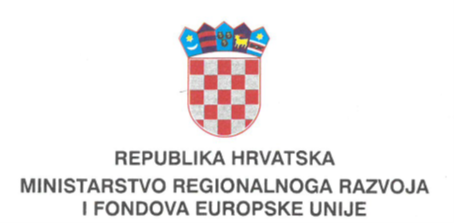 REPUBLIKA HRVATSKA
MINISTARSTVO REGIONALNOGA RAZVOJA
I FONDOVA EUROPSKE UNIJE